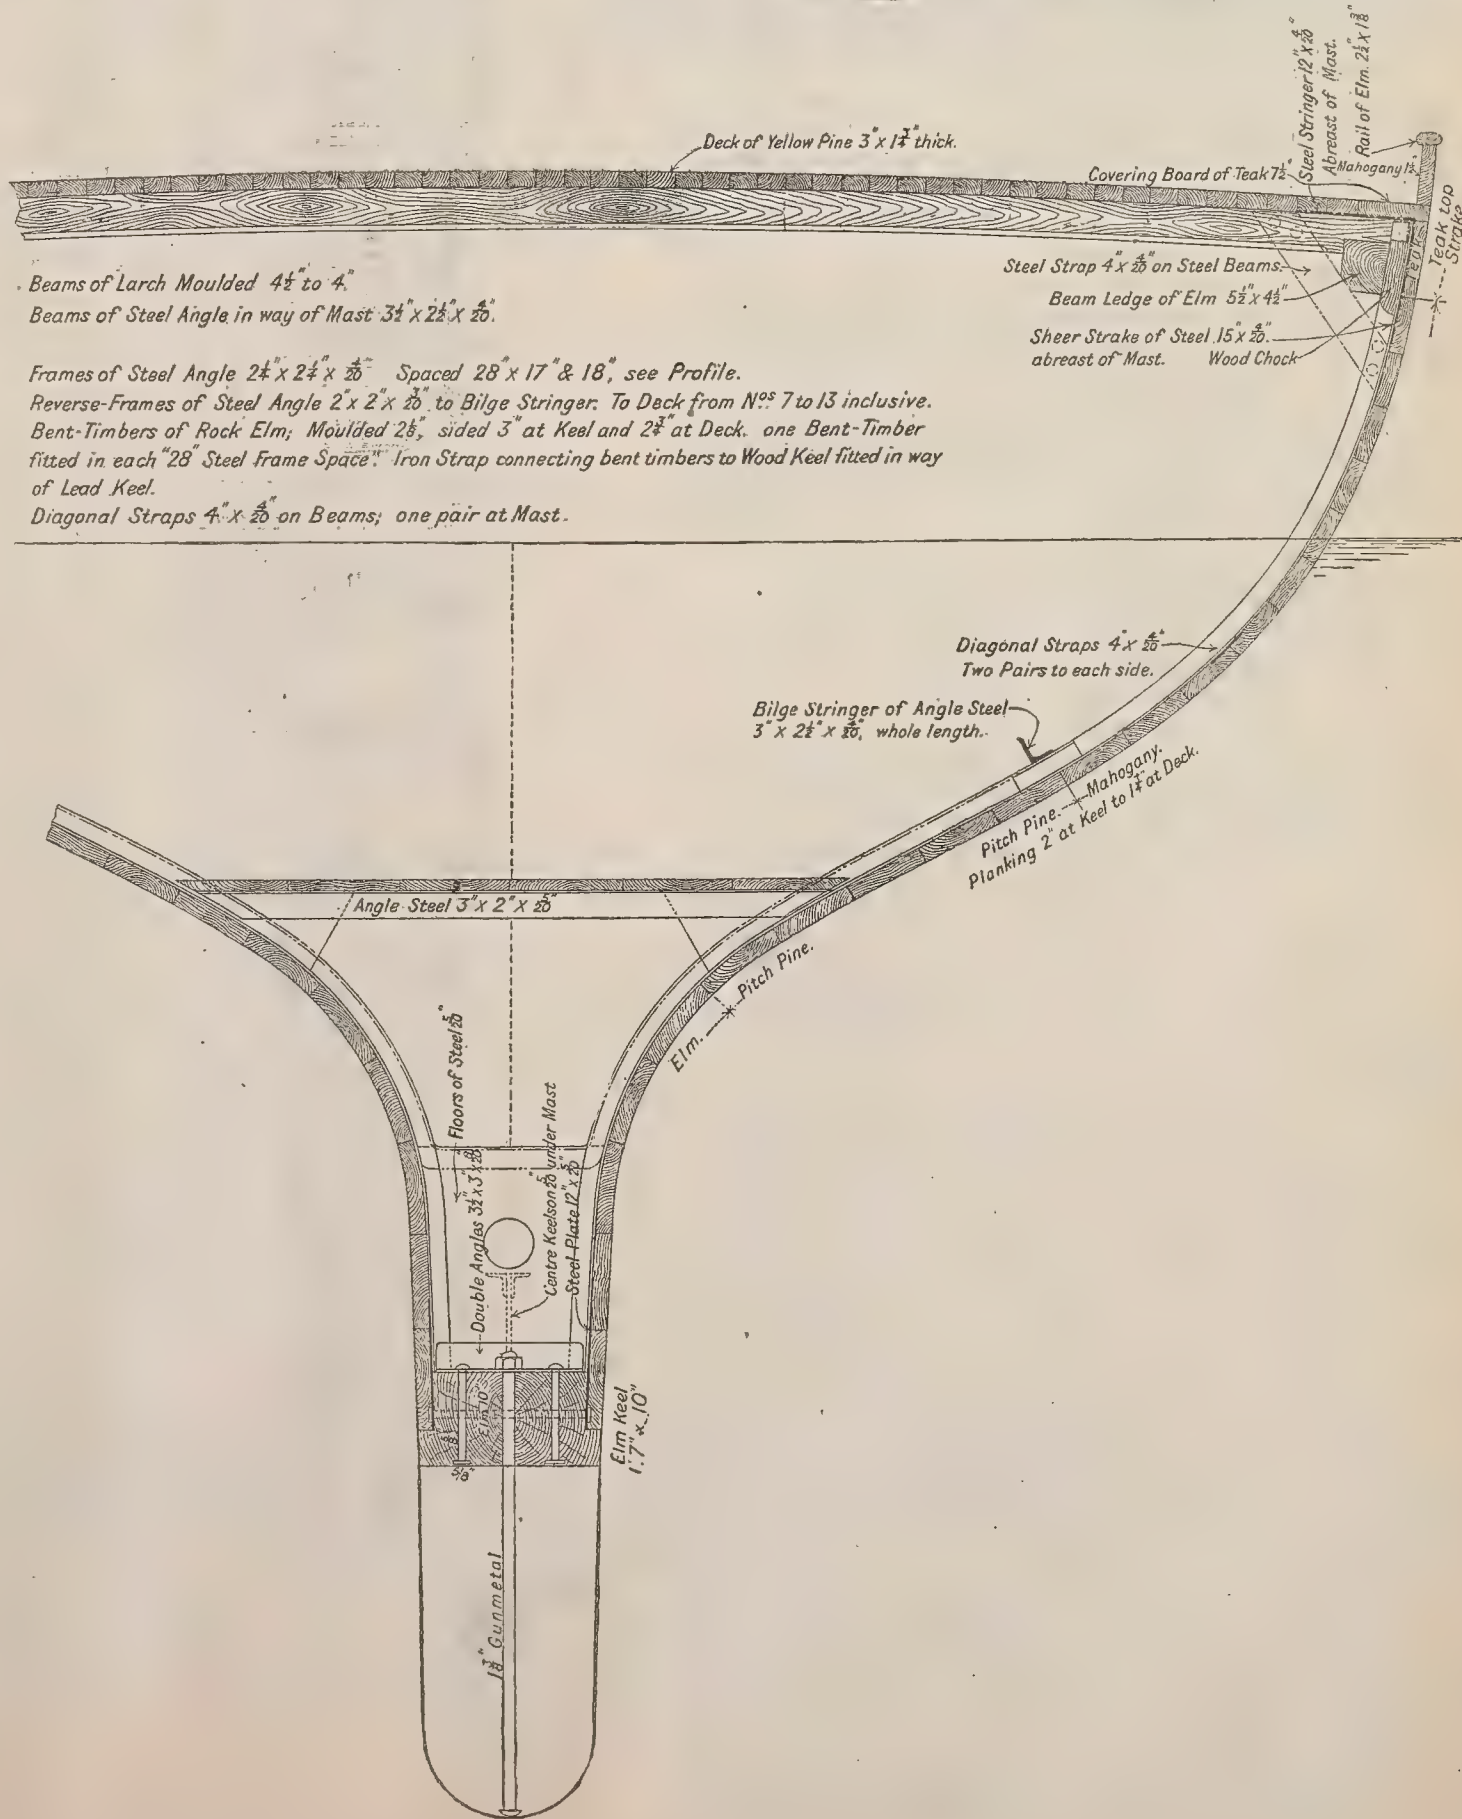 Steel Stringer 12" x 4/20"
Abreast of Mast.
Rail of Elm. 2½" x 1⅜"
Deck of Yellow Pine 3" x 1¾" thick.
Mahogany 1½"
Covering Board of Teak 7½"
Teak top
Strake
Teak
Steel Strap 4" x 4/20" on Steel Beams.
Beam Ledge of Elm 5½" x 4½"
Sheer Strake of Steel 15" x 4/20".
abreast of Mast. Wood Chock
Beams of Larch Moulded 4½" to 4".
Beams of Steel Angle in way of Mast 3½" x 2½" x 4/20".
Frames of Steel Angle 2¼" x 2¼" x 4/20" Spaced 28" x 17" & 18", see Profile.
Reverse-Frames of Steel Angle 2" x 2" x 3/20" to Bilge Stringer. To Deck from Nos 7 to 13 inclusive.
Bent-Timbers of Rock Elm; Moulded 2⅛", sided 3" at Keel and 2¾" at Deck. one Bent-Timber
fitted in each "28" Steel Frame Space". Iron Strap connecting bent timbers to Wood Keel fitted in way
of Lead Keel.
Diagonal Straps 4" x 4/20" on Beams; one pair at Mast.
Diagonal Straps 4" x 4/20"
Two Pairs to each side.
Bilge Stringer of Angle Steel
3" x 2½" x 4/20", whole length.
Mahogany.
Pitch Pine.
Planking 2" at Keel to 1¾" at Deck.
Angle Steel 3" x 2" x 5/20"
Pitch Pine.
Elm.
Floors of Steel 5/20"
Double Angles 3½" x 3" x 8/20"
Centre Keelson 5/20" under Mast
Steel Plate 12" x 5/20"
Elm 10"
5/8"
Elm Keel
1'.7" x 10"
1⅜" Gunmetal